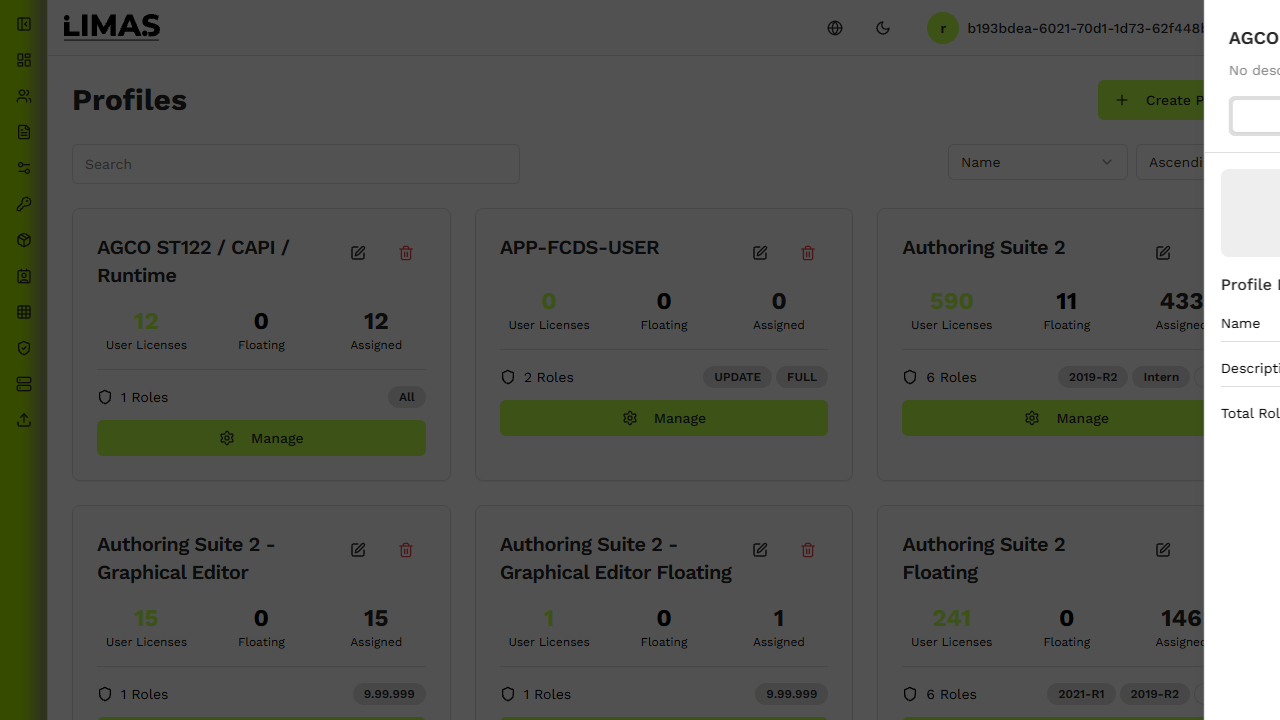 LIMAS
r
b193bdea-6021-70d1-1d73-62f448b
Profiles
Create P
Search
Name
Ascendi
AGCO ST122 / CAPI /
Runtime
12
0
12
User Licenses
Floating
Assigned
1 Roles
All
Manage
APP-FCDS-USER
0
0
0
User Licenses
Floating
Assigned
2 Roles
UPDATE
FULL
Manage
Authoring Suite 2
590
11
433
User Licenses
Floating
Assigne
6 Roles
2019-R2
Intern
Manage
Authoring Suite 2 -
Graphical Editor
15
0
15
User Licenses
Floating
Assigned
1 Roles
9.99.999
Authoring Suite 2 -
Graphical Editor Floating
1
0
1
User Licenses
Floating
Assigned
1 Roles
9.99.999
Authoring Suite 2
Floating
241
0
146
User Licenses
Floating
Assigne
6 Roles
2021-R1
2019-R2
AGCO
No desc
Profile
Name
Descripti
Total Rol